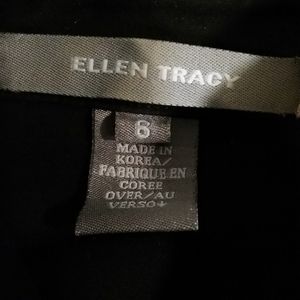 ELLEN TRACY
6
MADE IN
KOREA/
FABRIQUE EN
COREE
OVER/AU
VERSO↓